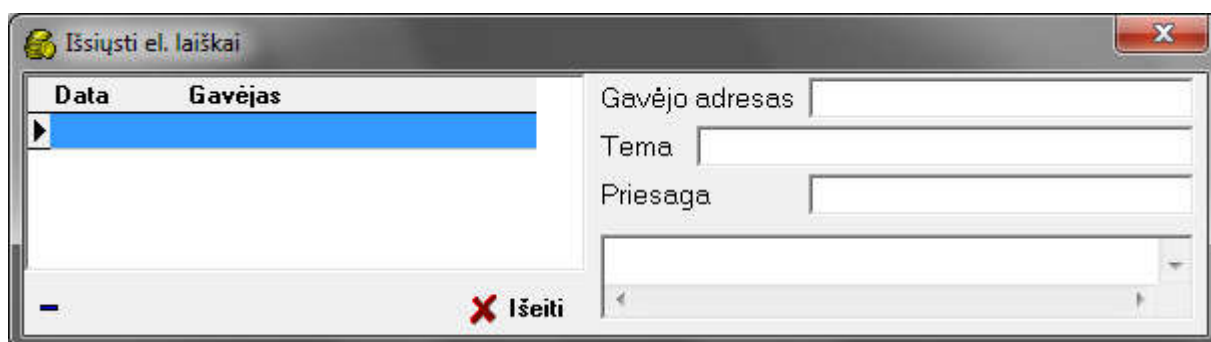 Išsiųsti el. laiškai
Data Gavėjas
Gavėjo adresas
Tema
Priesaga
Išeiti